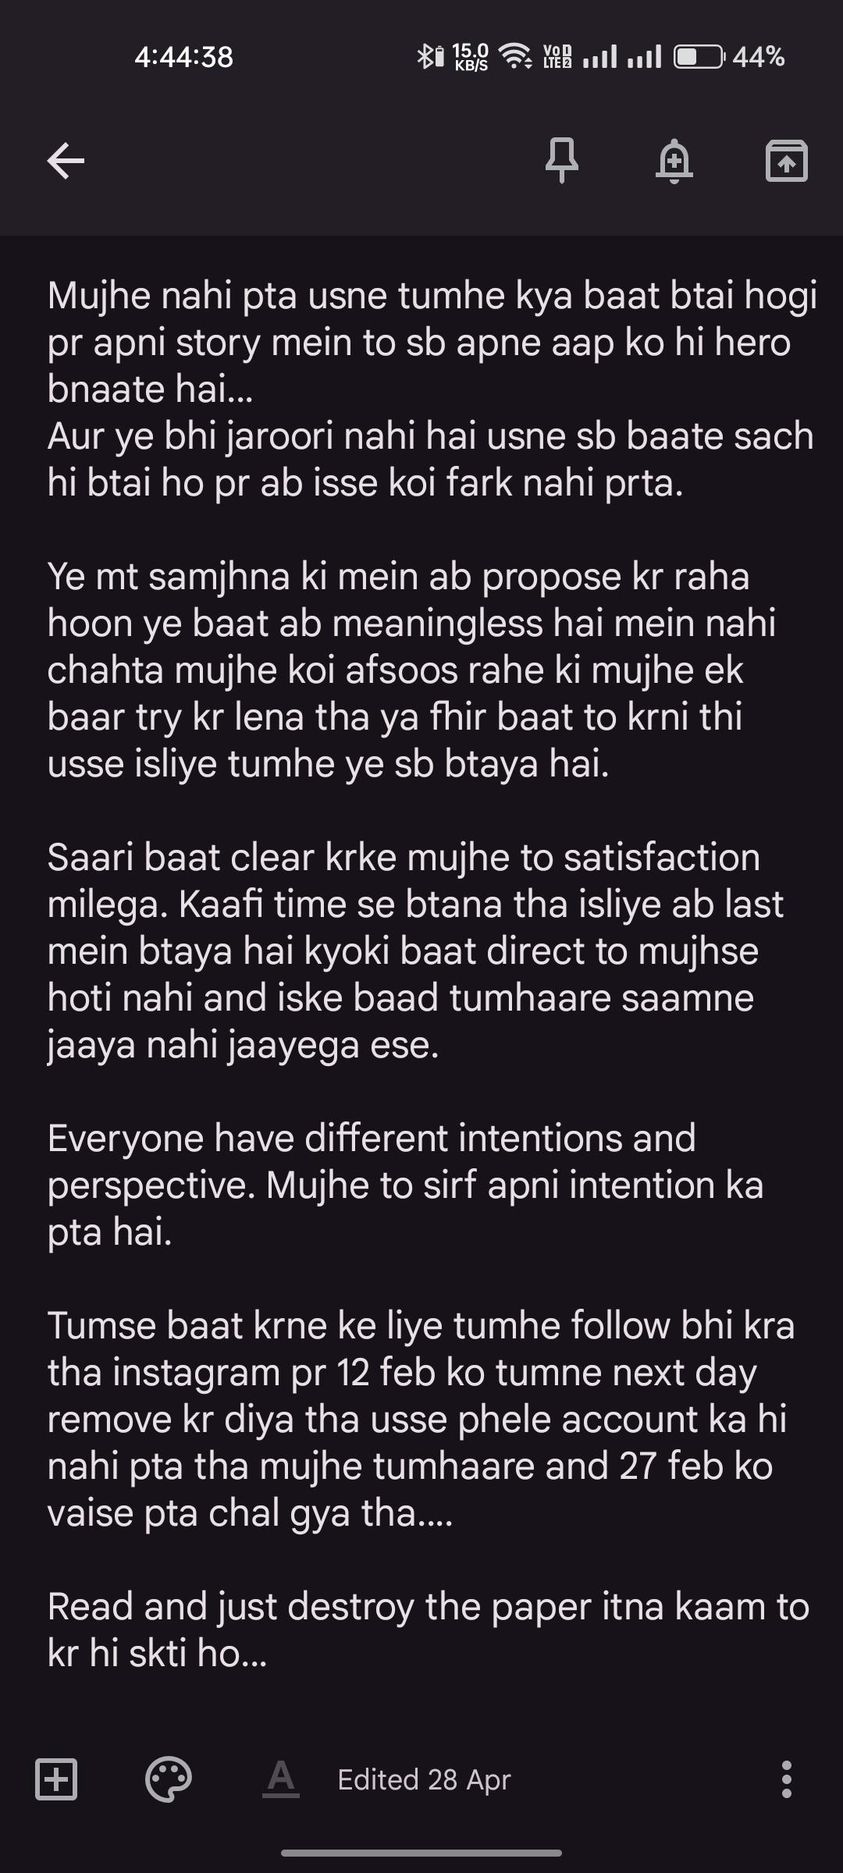 4:44:38 15.0 KB/S VoD LTE2 44%
Mujhe nahi pta usne tumhe kya baat btai hogi
pr apni story mein to sb apne aap ko hi hero
bnaate hai...
Aur ye bhi jaroori nahi hai usne sb baate sach
hi btai ho pr ab isse koi fark nahi prta.
Ye mt samjhna ki mein ab propose kr raha
hoon ye baat ab meaningless hai mein nahi
chahta mujhe koi afsoos rahe ki mujhe ek
baar try kr lena tha ya fhir baat to krni thi
usse isliye tumhe ye sb btaya hai.
Saari baat clear krke mujhe to satisfaction
milega. Kaafi time se btana tha isliye ab last
mein btaya hai kyoki baat direct to mujhse
hoti nahi and iske baad tumhaare saamne
jaaya nahi jaayega ese.
Everyone have different intentions and
perspective. Mujhe to sirf apni intention ka
pta hai.
Tumse baat krne ke liye tumhe follow bhi kra
tha instagram pr 12 feb ko tumne next day
remove kr diya tha usse phele account ka hi
nahi pta tha mujhe tumhaare and 27 feb ko
vaise pta chal gya tha....
Read and just destroy the paper itna kaam to
kr hi skti ho...
A Edited 28 Apr